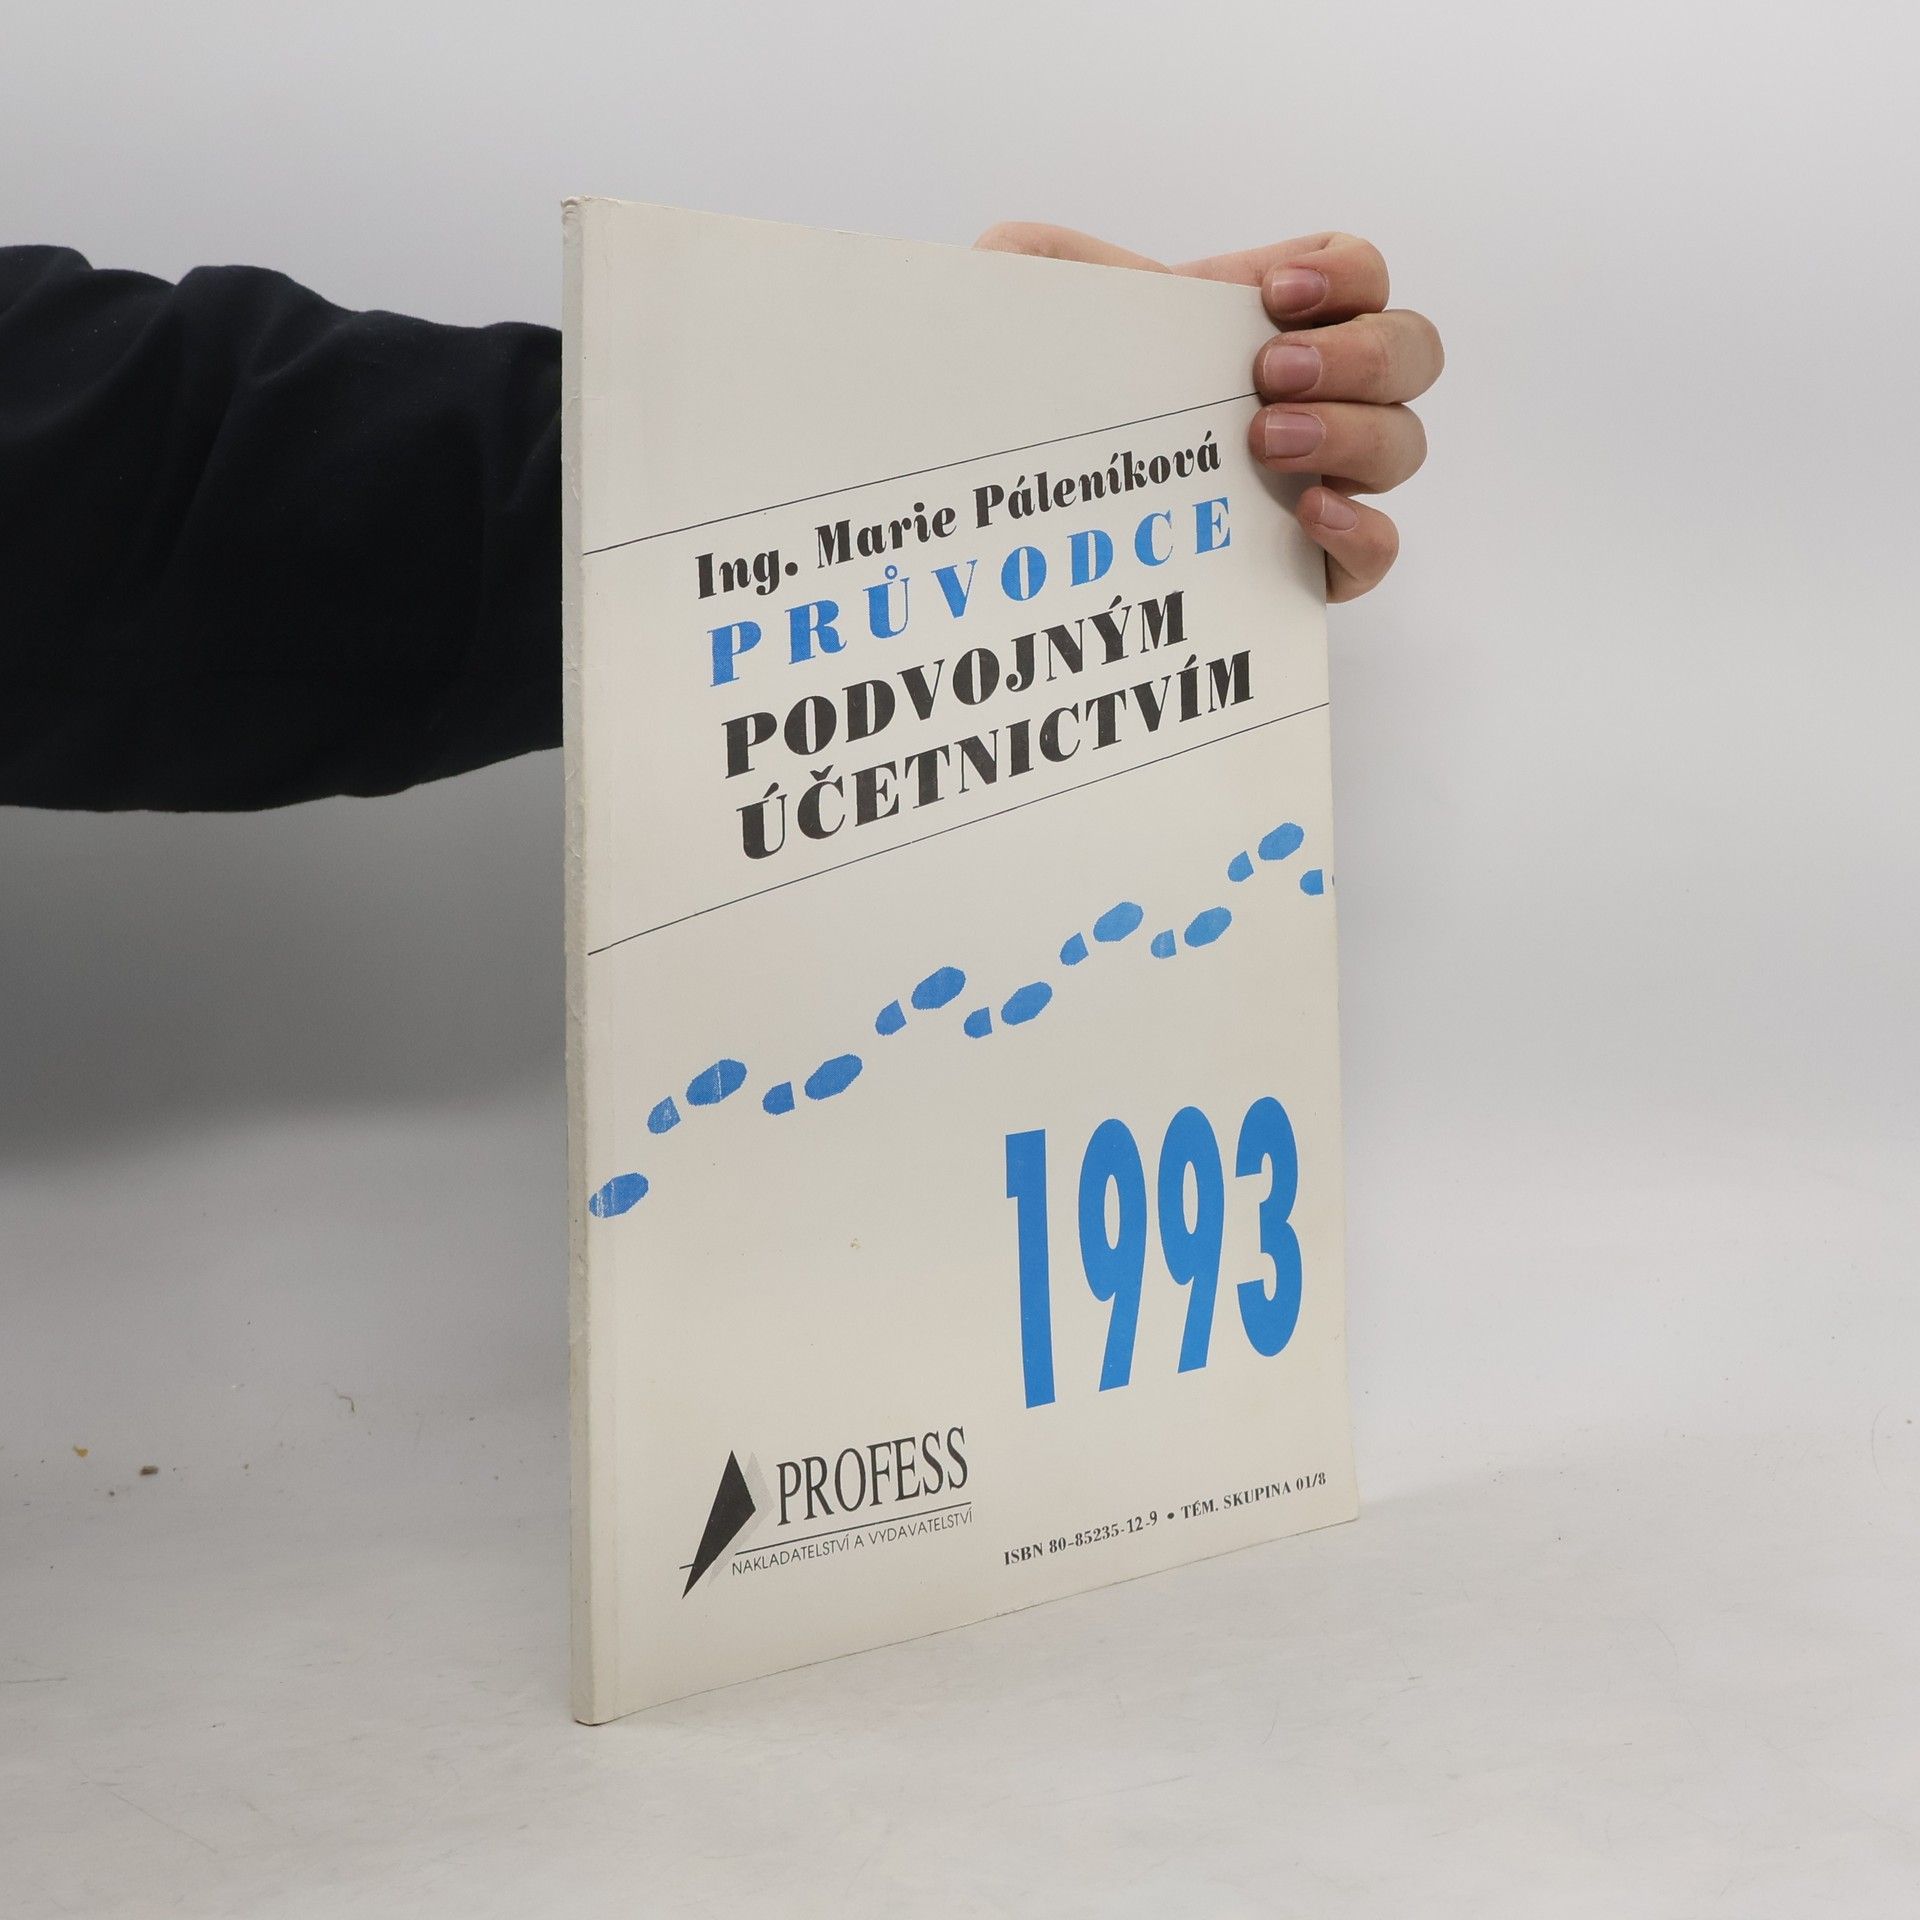 Ing. Marie Páleníková
PRŮVODCE
PODVOJNÝM
ÚČETNICTVÍM
1993
PROFESS
NAKLADATELSTVÍ A VYDAVATELSTVÍ
ISBN 80-85235-12-9 • TÉM. SKUPINA 01/8